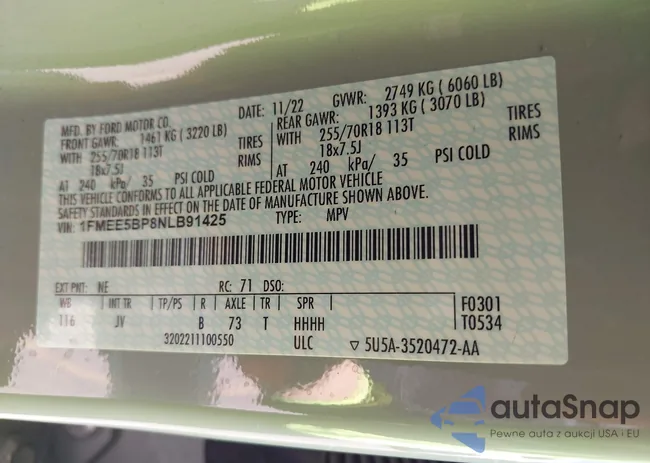 MFD. BY FORD MOTOR CO.
DATE: 11/22 GVWR: 2749 KG (6060 LB)
FRONT GAWR: 1461 KG (3220 LB)
REAR GAWR: 1393 KG (3070 LB)
WITH 255/70R18 113T TIRES
WITH 255/70R18 113T TIRES
18x7.5J RIMS
18x7.5J RIMS
AT 240 kPa/ 35 PSI COLD
AT 240 kPa/ 35 PSI COLD
THIS VEHICLE CONFORMS TO ALL APPLICABLE FEDERAL MOTOR VEHICLE
SAFETY STANDARDS IN EFFECT ON THE DATE OF MANUFACTURE SHOWN ABOVE.
VIN: 1FMEE5BP8NLB91425 TYPE: MPV
EXT PNT: NE RC: 71 DSO:
WB INT TR TP/PS R AXLE TR SPR F0301
116 JV B 73 T HHHH T0534
3202211100550 ULC ▽ 5U5A-3520472-AA
autaSnap
Pewne auta z aukcji USA i EU